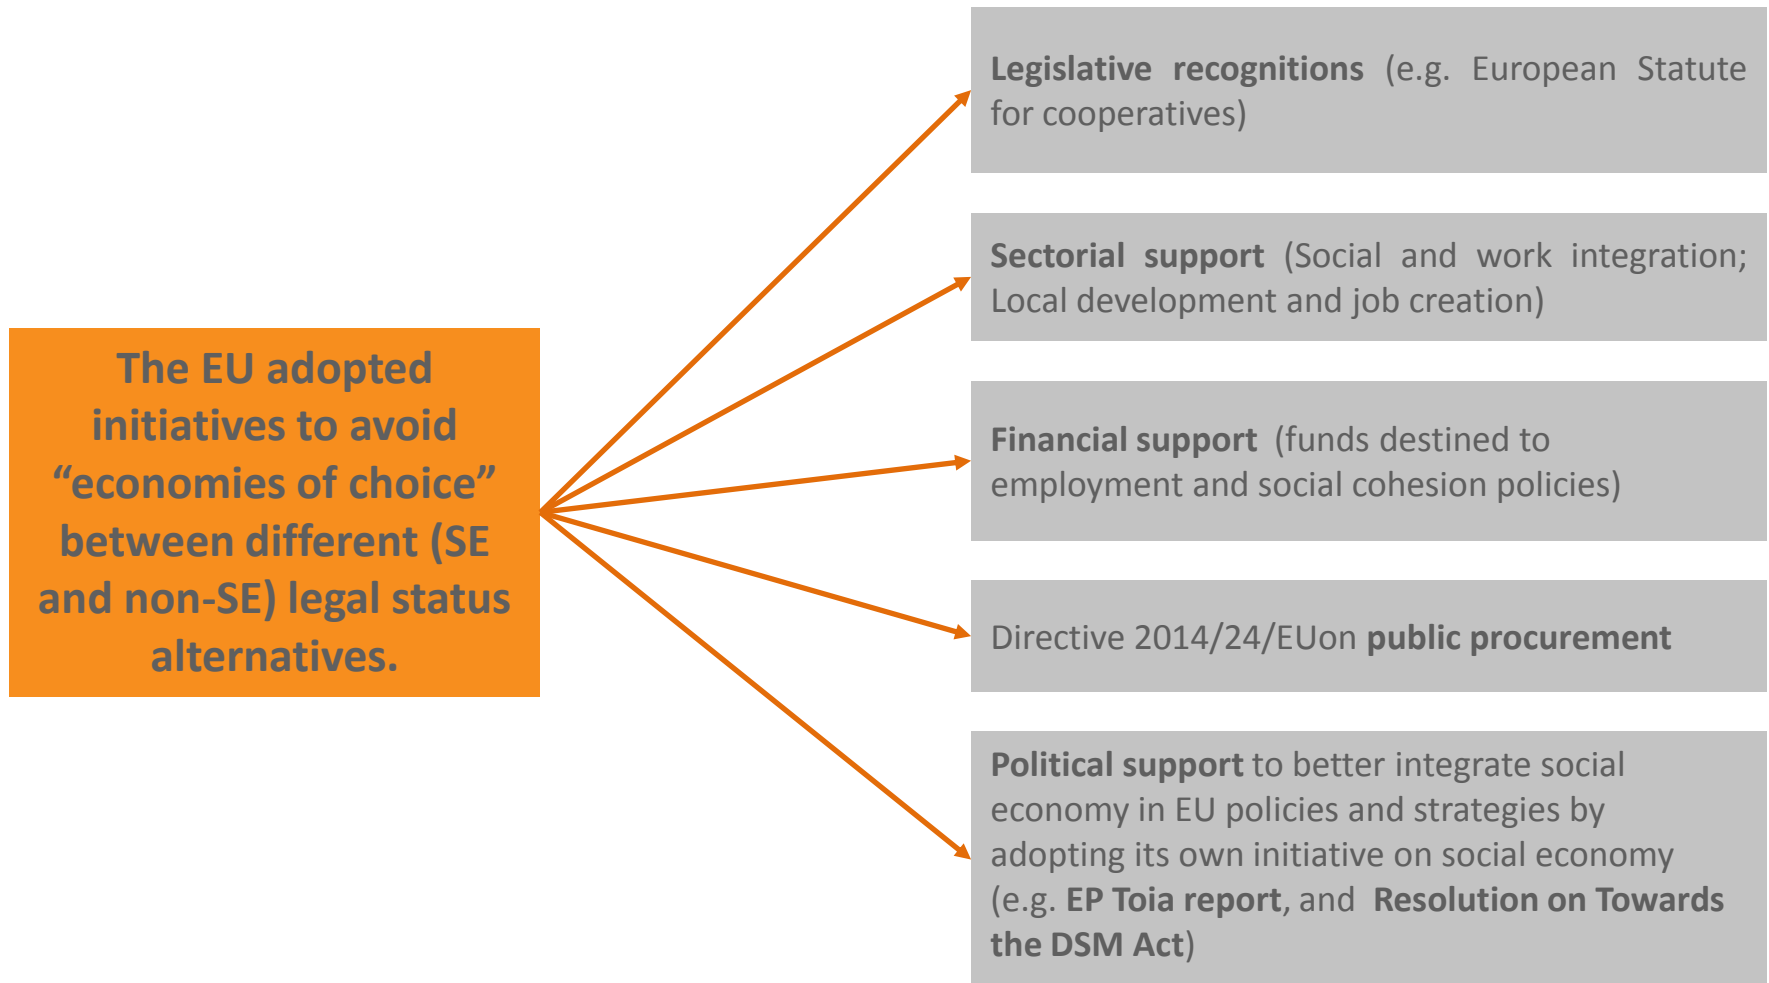 The EU adopted
initiatives to avoid
“economies of choice”
between different (SE
and non-SE) legal status
alternatives.
Legislative recognitions (e.g. European Statute
for cooperatives)
Sectorial support (Social and work integration;
Local development and job creation)
Financial support (funds destined to
employment and social cohesion policies)
Directive 2014/24/EUon public procurement
Political support to better integrate social
economy in EU policies and strategies by
adopting its own initiative on social economy
(e.g. EP Toia report, and Resolution on Towards
the DSM Act)